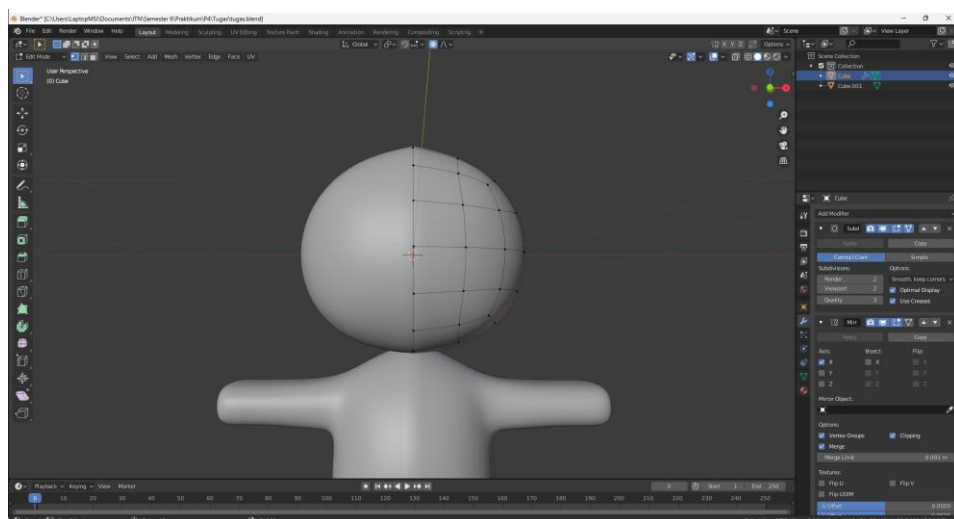 Blender* [C:\Users\LaptopMSI\Documents\ITN\Semester 6\Praktikum\P4\Tugas\tugas.blend]
File Edit Render Window Help Layout Modeling Sculpting UV Editing Texture Paint Shading Animation Rendering Compositing Scripting + Scene View Layer
Global X Y Z Options
Edit Mode View Select Add Mesh Vertex Edge Face UV
User Perspective
(0) Cube
Scene Collection
Collection
Cube
Cube.001
Cube
Add Modifier
Subd
Apply Copy
Catmull-Clark Simple
Subdivisions: Options:
Render 2 Smooth, keep corners
Viewport 2 Optimal Display
Quality 3 Use Creases
Mirr
Apply Copy
Axis: Bisect: Flip:
X X X
Y Y Y
Z Z Z
Mirror Object:
Options:
Vertex Groups Clipping
Merge
Merge Limit 0.001 m
Textures:
Flip U Flip V
Flip UDIM
U Offset 0.0000
Playback Keying View Marker 0 Start 1 End 250
0 10 20 30 40 50 60 70 80 90 100 110 120 130 140 150 160 170 180 190 200 210 220 230 240 250